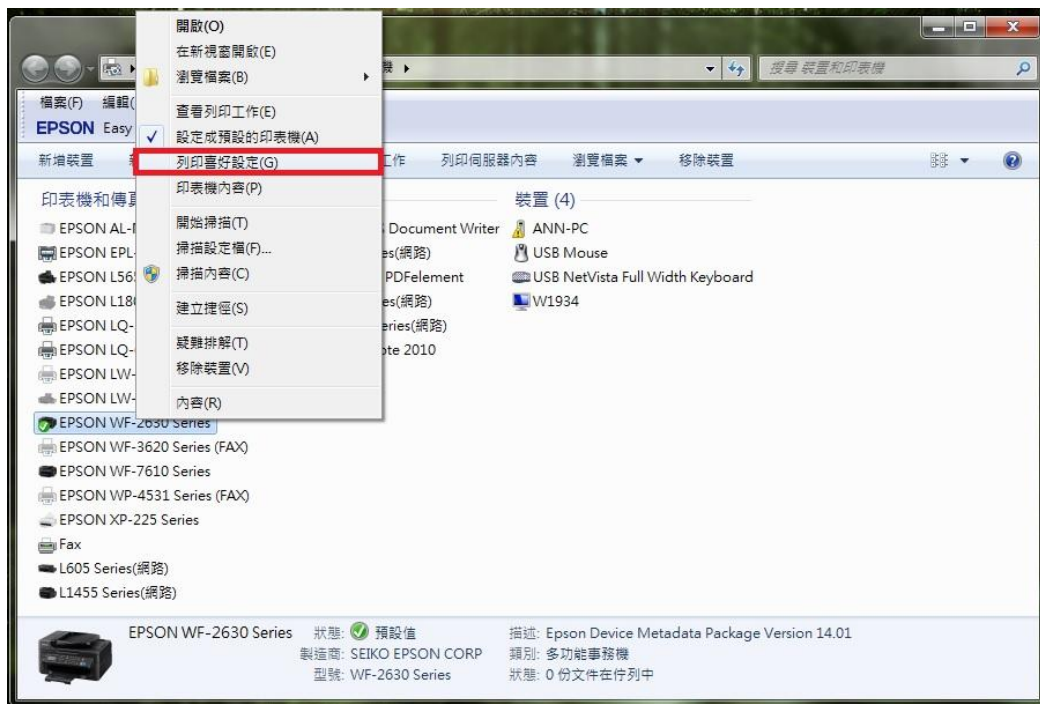 機
搜尋 裝置和印表機
檔案(F) 編輯(
EPSON Easy
開啟(O)
在新視窗開啟(E)
瀏覽檔案(B)
查看列印工作(E)
設定成預設的印表機(A)
列印喜好設定(G)
印表機內容(P)
開始掃描(T)
掃描設定檔(F)...
掃描內容(C)
建立捷徑(S)
疑難排解(T)
移除裝置(V)
內容(R)
新增裝置 工作 列印伺服器內容 瀏覽檔案 移除裝置
印表機和傳真
EPSON AL-
EPSON EPL-
EPSON L565
EPSON L180
EPSON LQ-
EPSON LQ-
EPSON LW-
EPSON LW-
EPSON WF-2630 Series
EPSON WF-3620 Series (FAX)
EPSON WF-7610 Series
EPSON WP-4531 Series (FAX)
EPSON XP-225 Series
Fax
L605 Series(網路)
L1455 Series(網路)
Document Writer
es(網路)
PDFelement
es(網路)
eries(網路)
ote 2010
裝置 (4)
ANN-PC
USB Mouse
USB NetVista Full Width Keyboard
W1934
EPSON WF-2630 Series 狀態: 預設值 描述: Epson Device Metadata Package Version 14.01
製造商: SEIKO EPSON CORP 類別: 多功能事務機
型號: WF-2630 Series 狀態: 0 份文件在佇列中